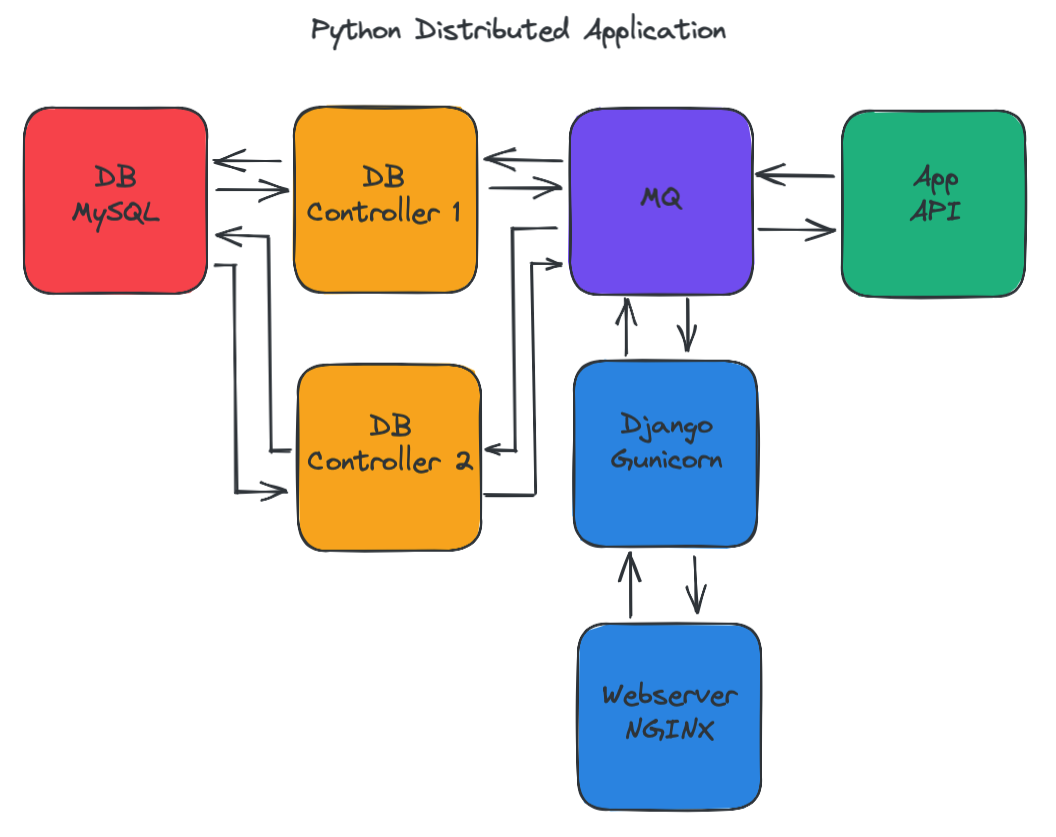 Python Distributed Application
DB
MySQL
DB
Controller 1
MQ
App
API
DB
Controller 2
Django
Gunicorn
Webserver
NGINX